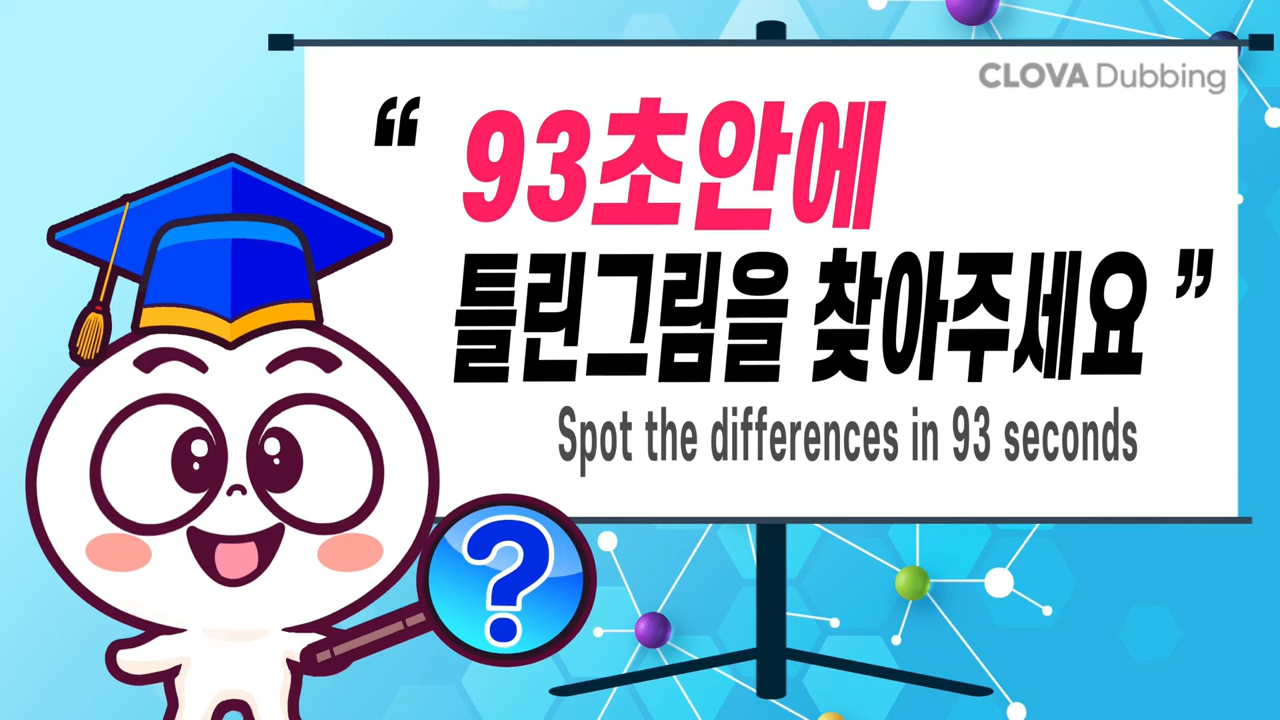 CLOVA Dubbing
“ 93초안에
틀린그림을 찾아주세요 ”
Spot the differences in 93 seconds
?